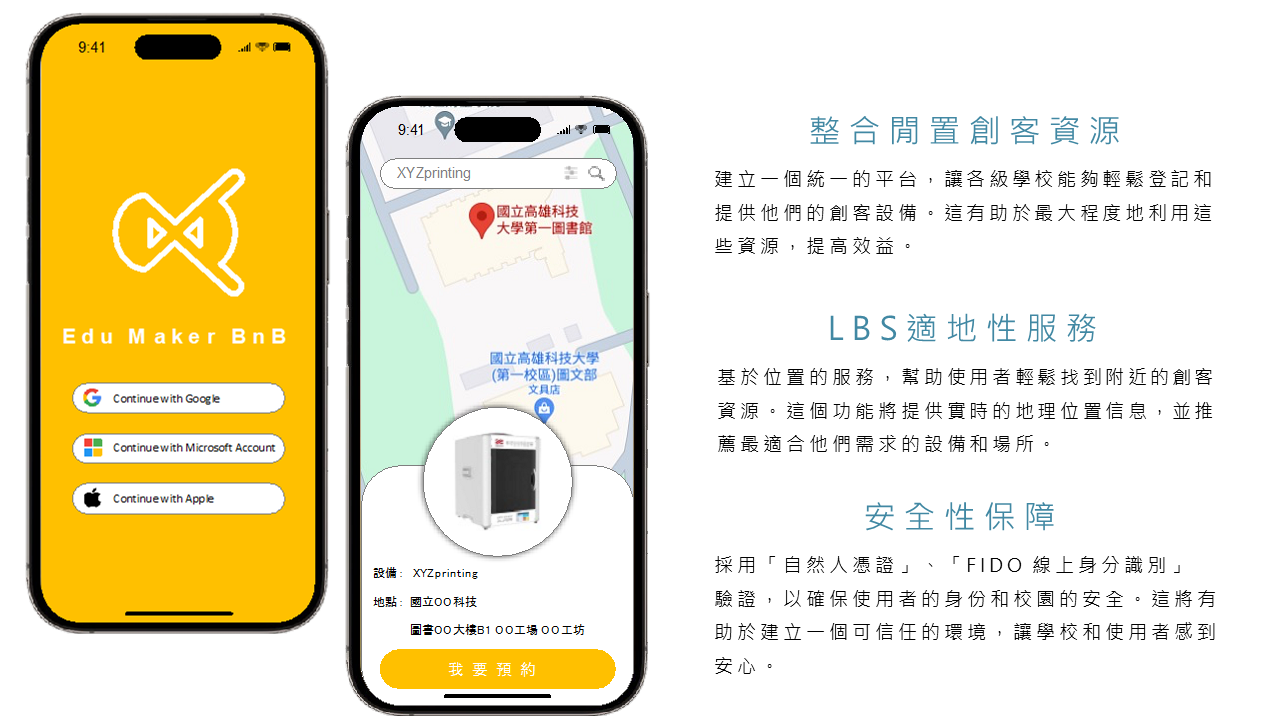 9:41
Edu Maker BnB
Continue with Google
Continue with Microsoft Account
Continue with Apple
9:41
XYZprinting
國立高雄科技
大學第一圖書館
國立高雄科技大學
(第一校區)圖文部
文具店
設備： XYZprinting
地點：國立OO科技
圖書OO大樓B1 OO工場 OO工坊
我要預約
整合閒置創客資源
建立一個統一的平台，讓各級學校能夠輕鬆登記和
提供他們的創客設備。這有助於最大程度地利用這
些資源，提高效益。
LBS適地性服務
基於位置的服務，幫助使用者輕鬆找到附近的創客
資源。這個功能將提供實時的地理位置信息，並推
薦最適合他們需求的設備和場所。
安全性保障
採用「自然人憑證」、「FIDO 線上身分識別」
驗證，以確保使用者的身份和校園的安全。這將有
助於建立一個可信任的環境，讓學校和使用者感到
安心。